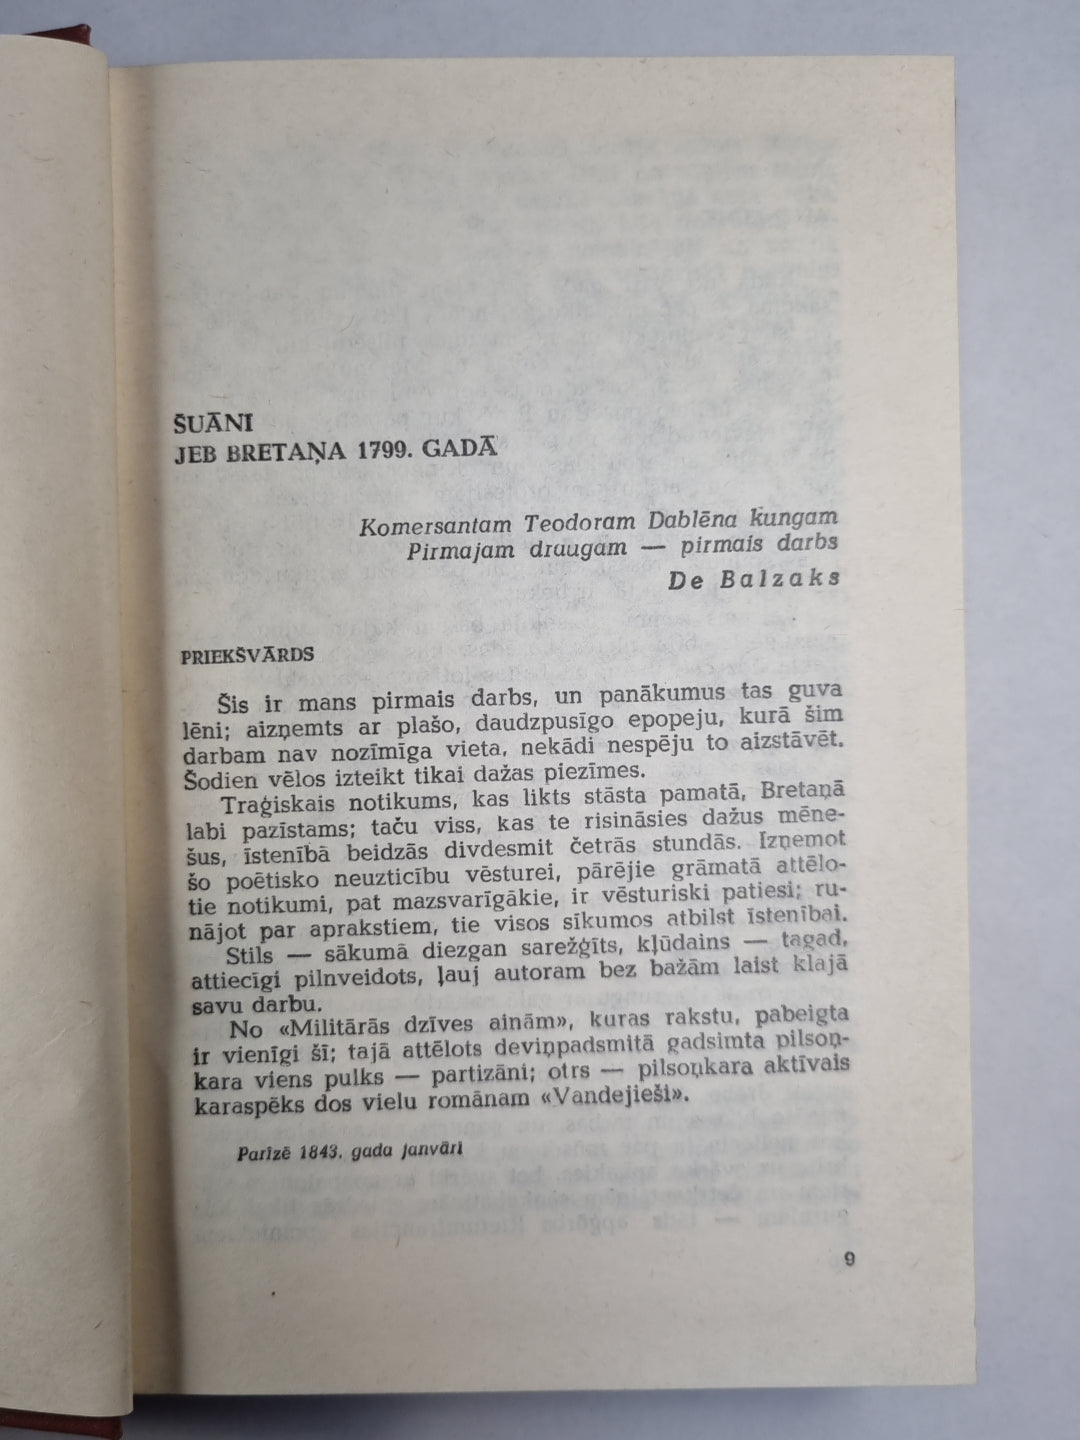 ŠUĀNI
JEB BRETAŅA 1799. GADĀ
Komersantam Teodoram Dablēna kungam
Pirmajam draugam — pirmais darbs
De Balzaks
PRIEKŠVĀRDS
Šis ir mans pirmais darbs, un panākumus tas guva
lēni; aizņemts ar plašo, daudzpusīgo epopeju, kurā šim
darbam nav nozīmīga vieta, nekādi nespēju to aizstāvēt.
Šodien vēlos izteikt tikai dažas piezīmes.
Traģiskais notikums, kas likts stāsta pamatā, Bretaņā
labi pazīstams; taču viss, kas te risināsies dažus mēne-
šus, īstenībā beidzās divdesmit četrās stundās. Izņemot
šo poētisko neuzticību vēsturei, pārējie grāmatā attēlo-
tie notikumi, pat mazsvarīgākie, ir vēsturiski patiesi; ru-
nājot par aprakstiem, tie visos sīkumos atbilst īstenībai.
Stils — sākumā diezgan sarežģīts, kļūdains — tagad,
attiecīgi pilnveidots, ļauj autoram bez bažām laist klajā
savu darbu.
No «Militārās dzīves ainām», kuras rakstu, pabeigta
ir vienīgi šī; tajā attēlots deviņpadsmitā gadsimta pilsoņ-
kara viens pulks — partizāni; otrs — pilsoņkara aktīvais
karaspēks dos vielu romānam «Vandejieši».
Parīzē 1843. gada janvārī
9